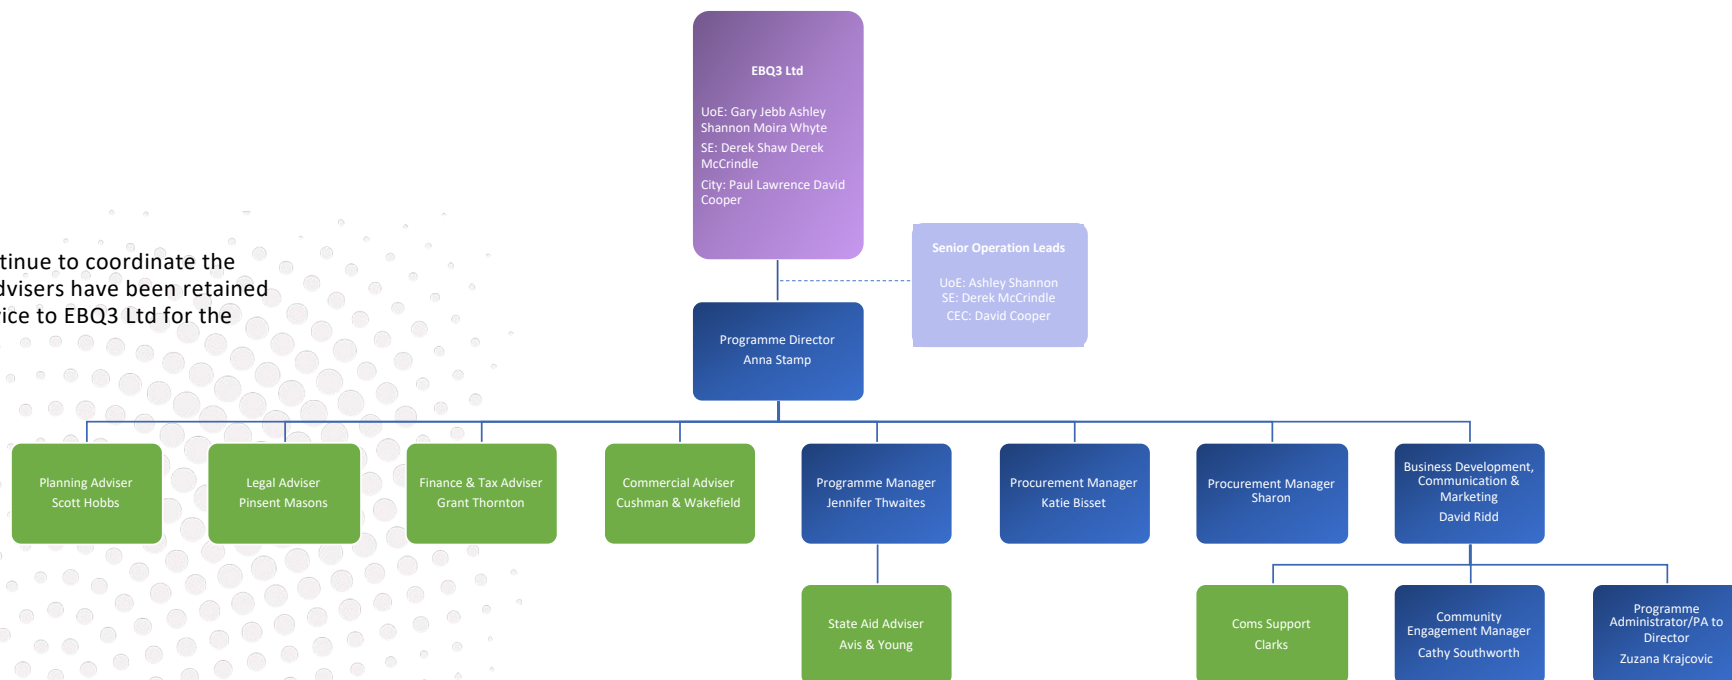 EBQ3 Ltd
UoE: Gary Jebb Ashley
Shannon Moira Whyte
SE: Derek Shaw Derek
McCrindle
City: Paul Lawrence David
Cooper
Senior Operation Leads
UoE: Ashley Shannon
SE: Derek McCrindle
CEC: David Cooper
tinue to coordinate the
dvisers have been retained
vice to EBQ3 Ltd for the
Programme Director
Anna Stamp
Planning Adviser
Scott Hobbs
Legal Adviser
Pinsent Masons
Finance & Tax Adviser
Grant Thornton
Commercial Adviser
Cushman & Wakefield
Programme Manager
Jennifer Thwaites
Procurement Manager
Katie Bisset
Procurement Manager
Sharon
Business Development,
Communication &
Marketing
David Ridd
State Aid Adviser
Avis & Young
Coms Support
Clarks
Community
Engagement Manager
Cathy Southworth
Programme
Administrator/PA to
Director
Zuzana Krajcovic